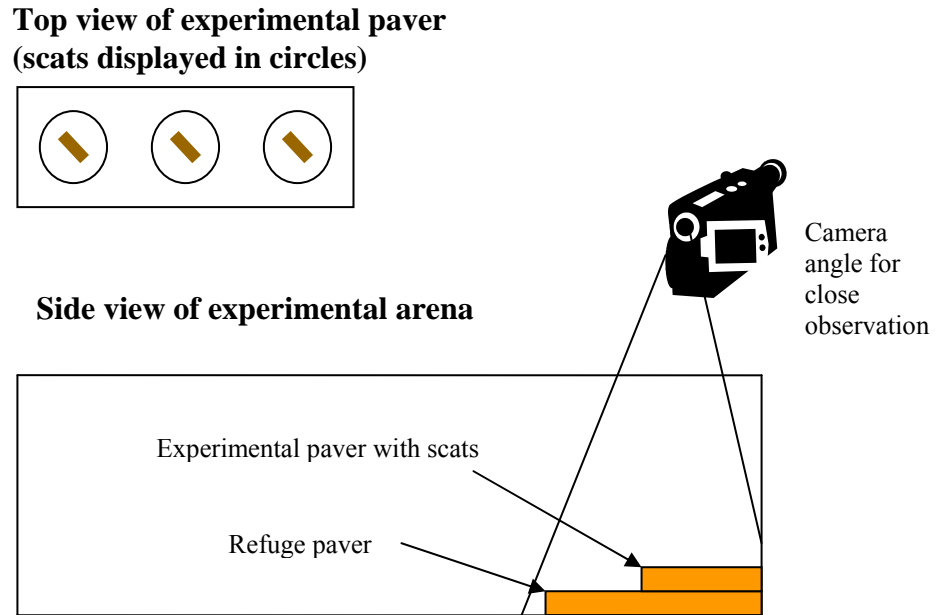 Top view of experimental paver
(scats displayed in circles)
Camera
angle for
close
observation
Side view of experimental arena
Experimental paver with scats
Refuge paver